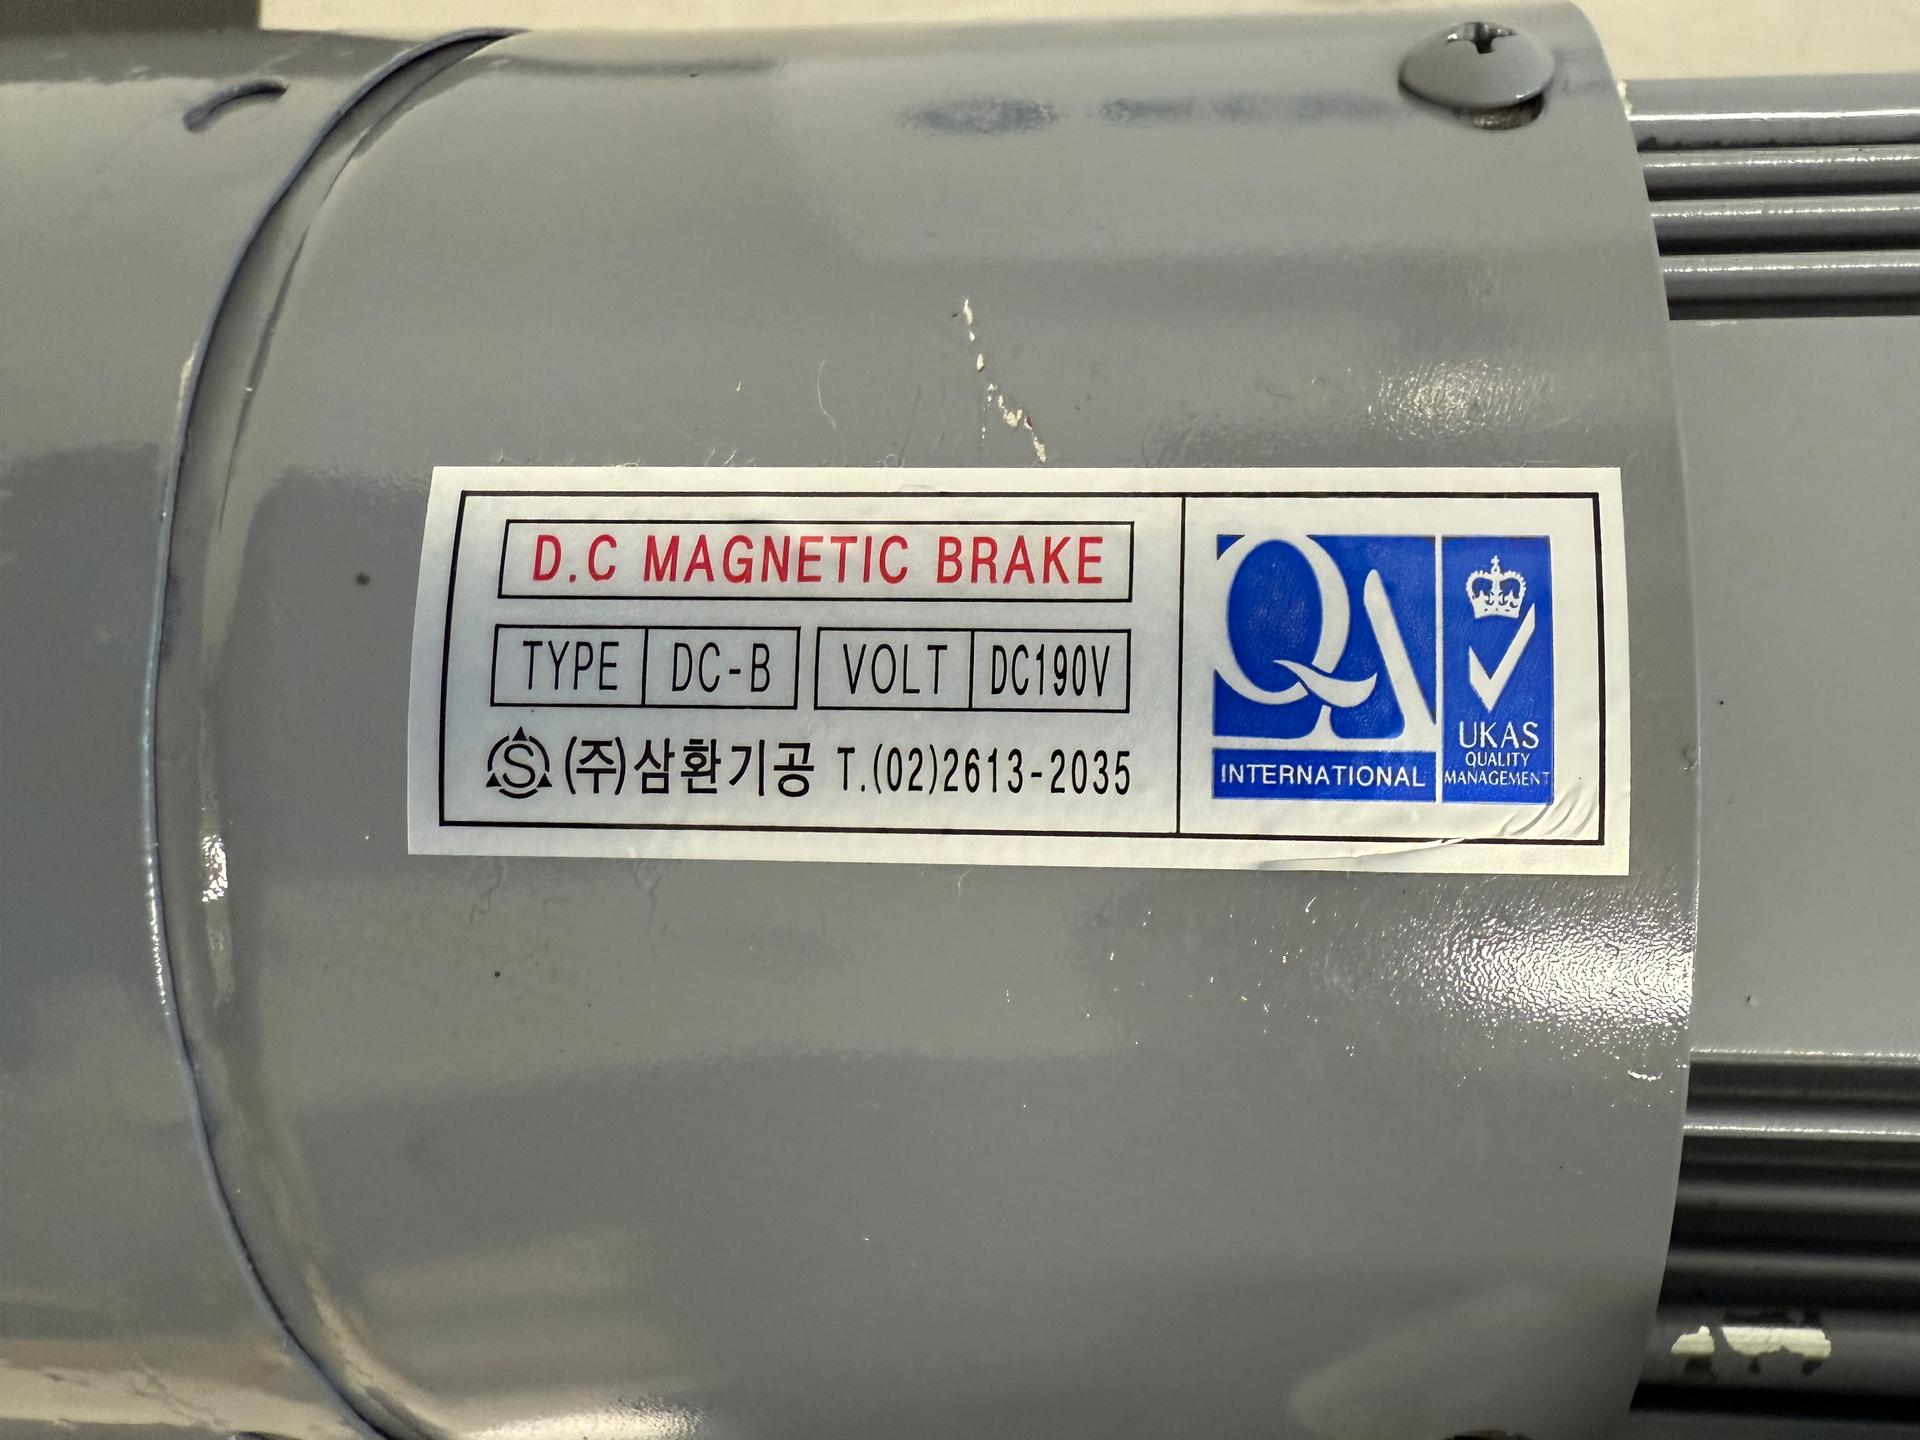 D.C MAGNETIC BRAKE
TYPE DC-B VOLT DC190V
S (주)삼환기공 T.(02)2613-2035
QA
INTERNATIONAL
UKAS
QUALITY
MANAGEMENT